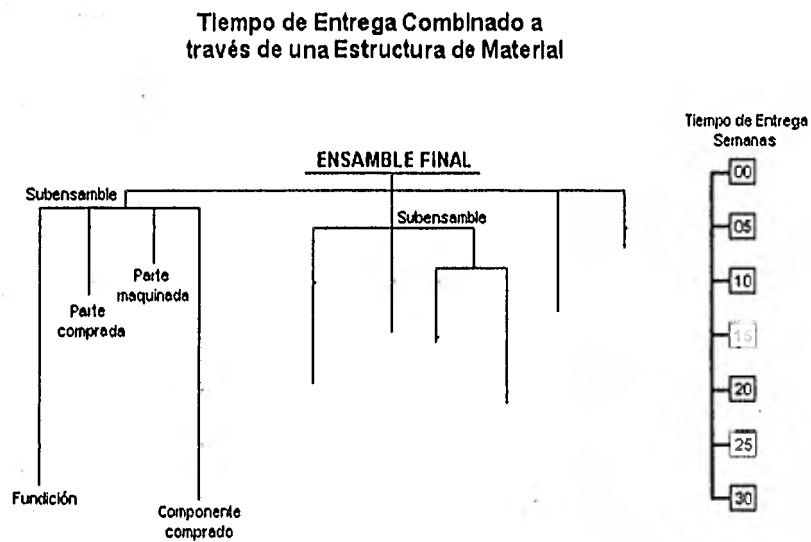 Tiempo de Entrega Combinado a
través de una Estructura de Material
Tiempo de Entrega
Semanas
ENSAMBLE FINAL
00
Subensamble
Subensamble
05
Parte
maquinada
10
Parte
comprada
15
20
25
Fundición
30
Componente
comprado